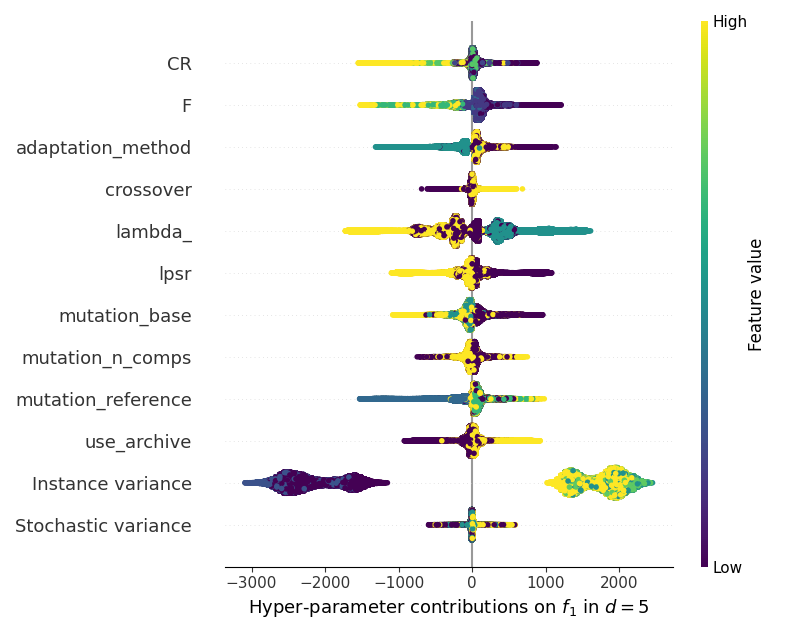 High
CR
F
adaptation_method
crossover
lambda_
lpsr
mutation_base
mutation_n_comps
mutation_reference
use_archive
Instance variance
Stochastic variance
Feature value
Low
−3000 −2000 −1000 0 1000 2000
Hyper-parameter contributions on f₁ in d = 5